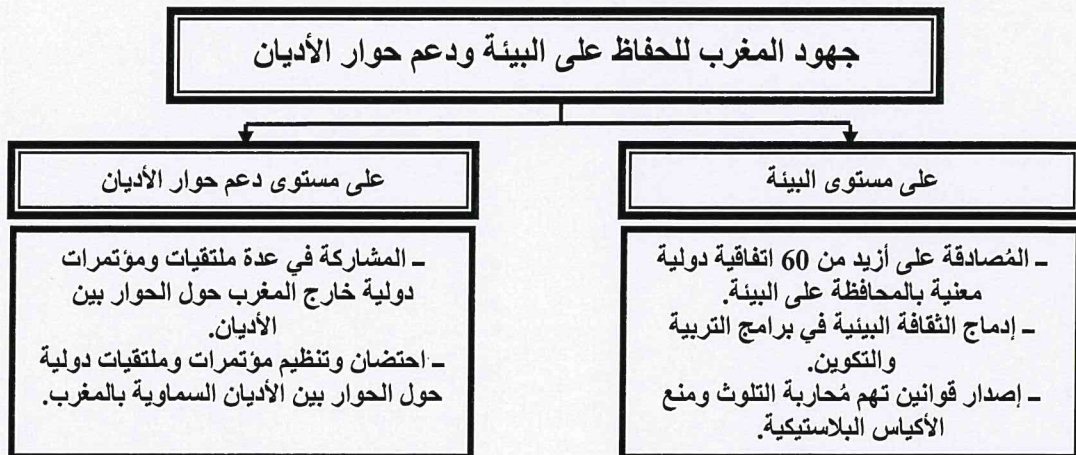 جهود المغرب للحفاظ على البيئة ودعم حوار الأديان
على مستوى البيئة
ـ المُصادقة على أزيد من 60 اتفاقية دولية
معنية بالمحافظة على البيئة.
ـ إدماج الثقافة البيئية في برامج التربية
والتكوين.
ـ إصدار قوانين تهم مُحاربة التلوث ومنع
الأكياس البلاستيكية.
على مستوى دعم حوار الأديان
ـ المشاركة في عدة ملتقيات ومؤتمرات
دولية خارج المغرب حول الحوار بين
الأديان.
ـ احتضان وتنظيم مؤتمرات وملتقيات دولية
حول الحوار بين الأديان السماوية بالمغرب.